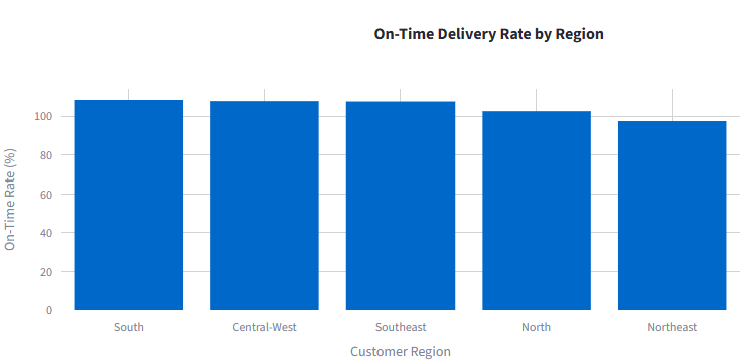 On-Time Delivery Rate by Region
On-Time Rate (%)
100
80
60
40
20
0
South Central-West Southeast North Northeast
Customer Region